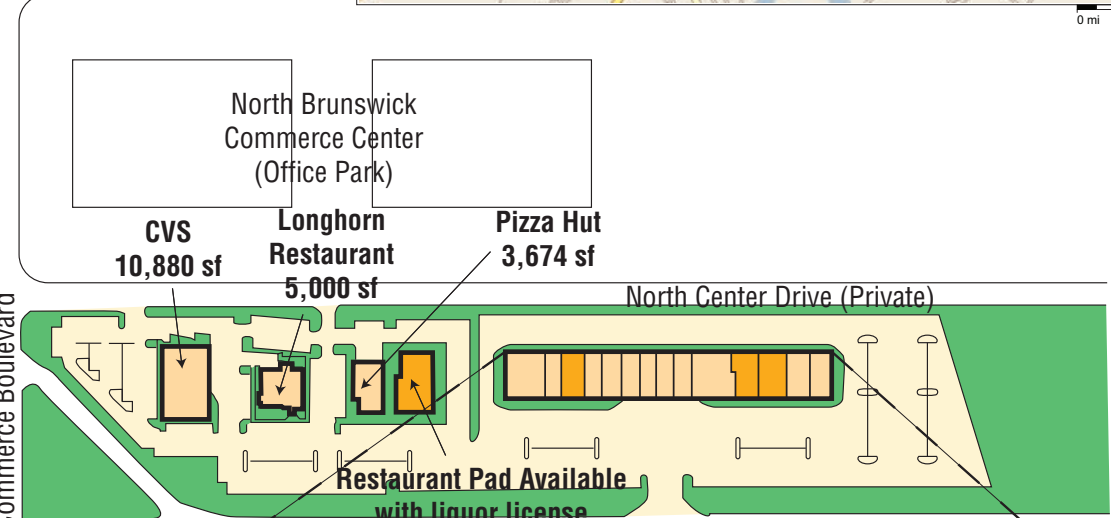 0 mi
North Brunswick
Commerce Center
(Office Park)
CVS
10,880 sf
Longhorn
Restaurant
5,000 sf
Pizza Hut
3,674 sf
North Center Drive (Private)
Commerce Boulevard
Restaurant Pad Available
with liquor license